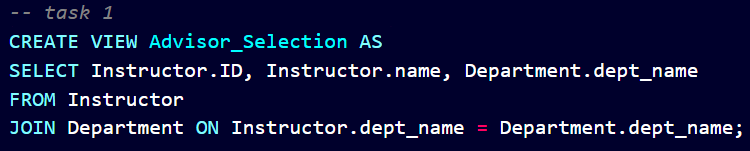 -- task 1
CREATE VIEW Advisor_Selection AS
SELECT Instructor.ID, Instructor.name, Department.dept_name
FROM Instructor
JOIN Department ON Instructor.dept_name = Department.dept_name;